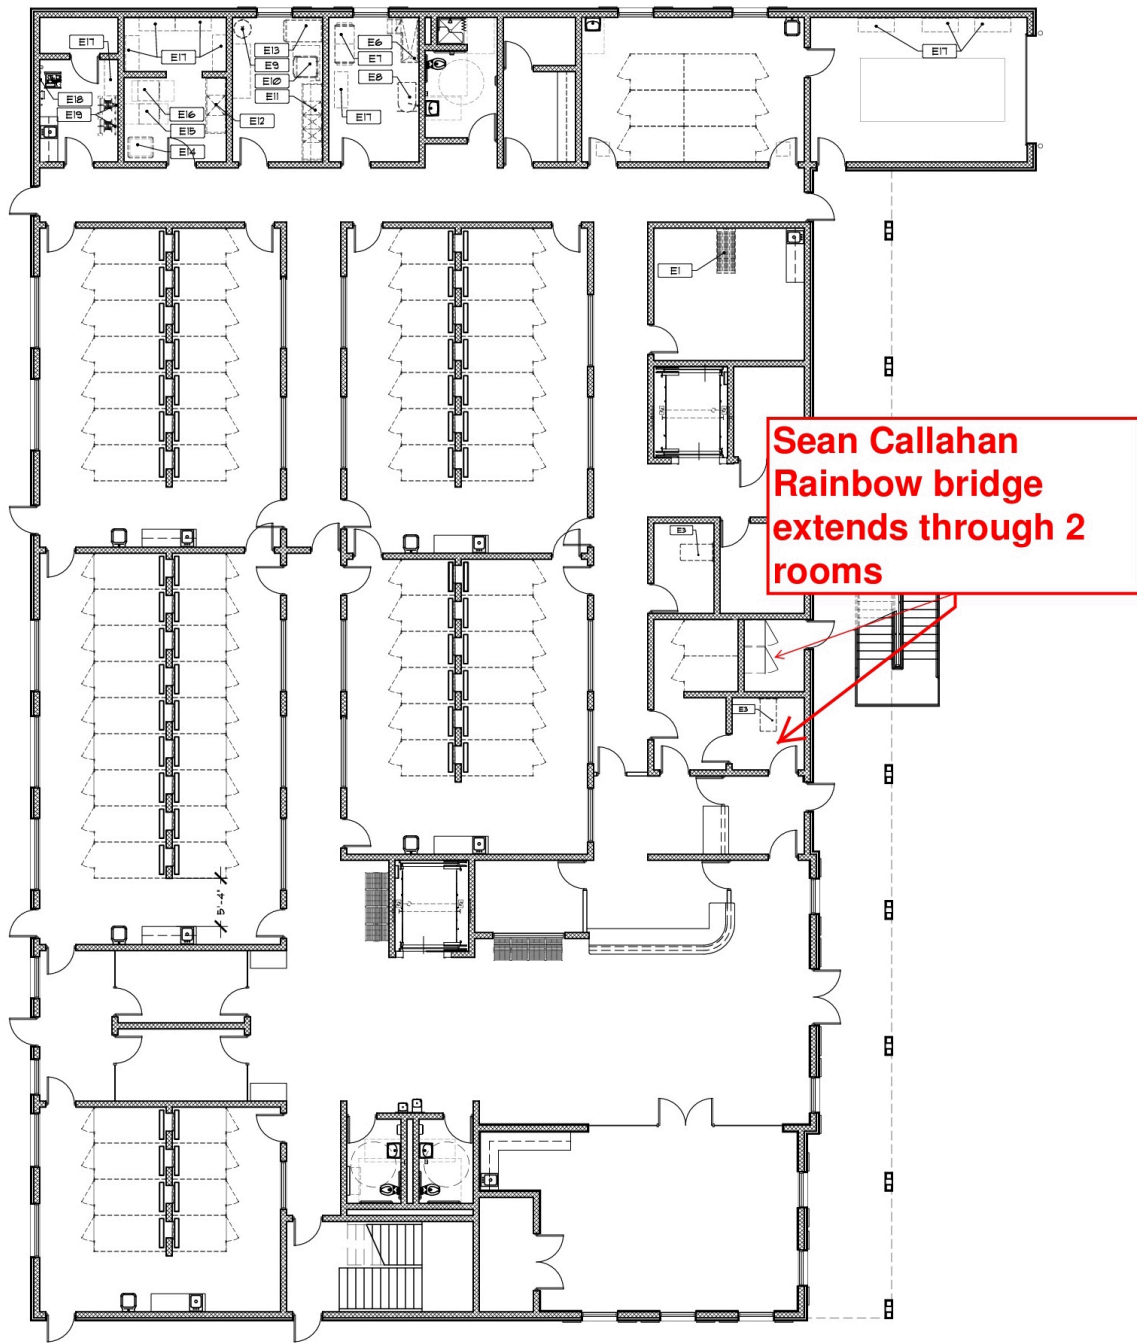 E17
E17
E13
E9
E10
E11
E6
E7
E8
E17
E17
E18
E19
E16
E15
E14
E12
E1
Sean Callahan
Rainbow bridge
extends through 2
rooms
E3
E3
5'-4"